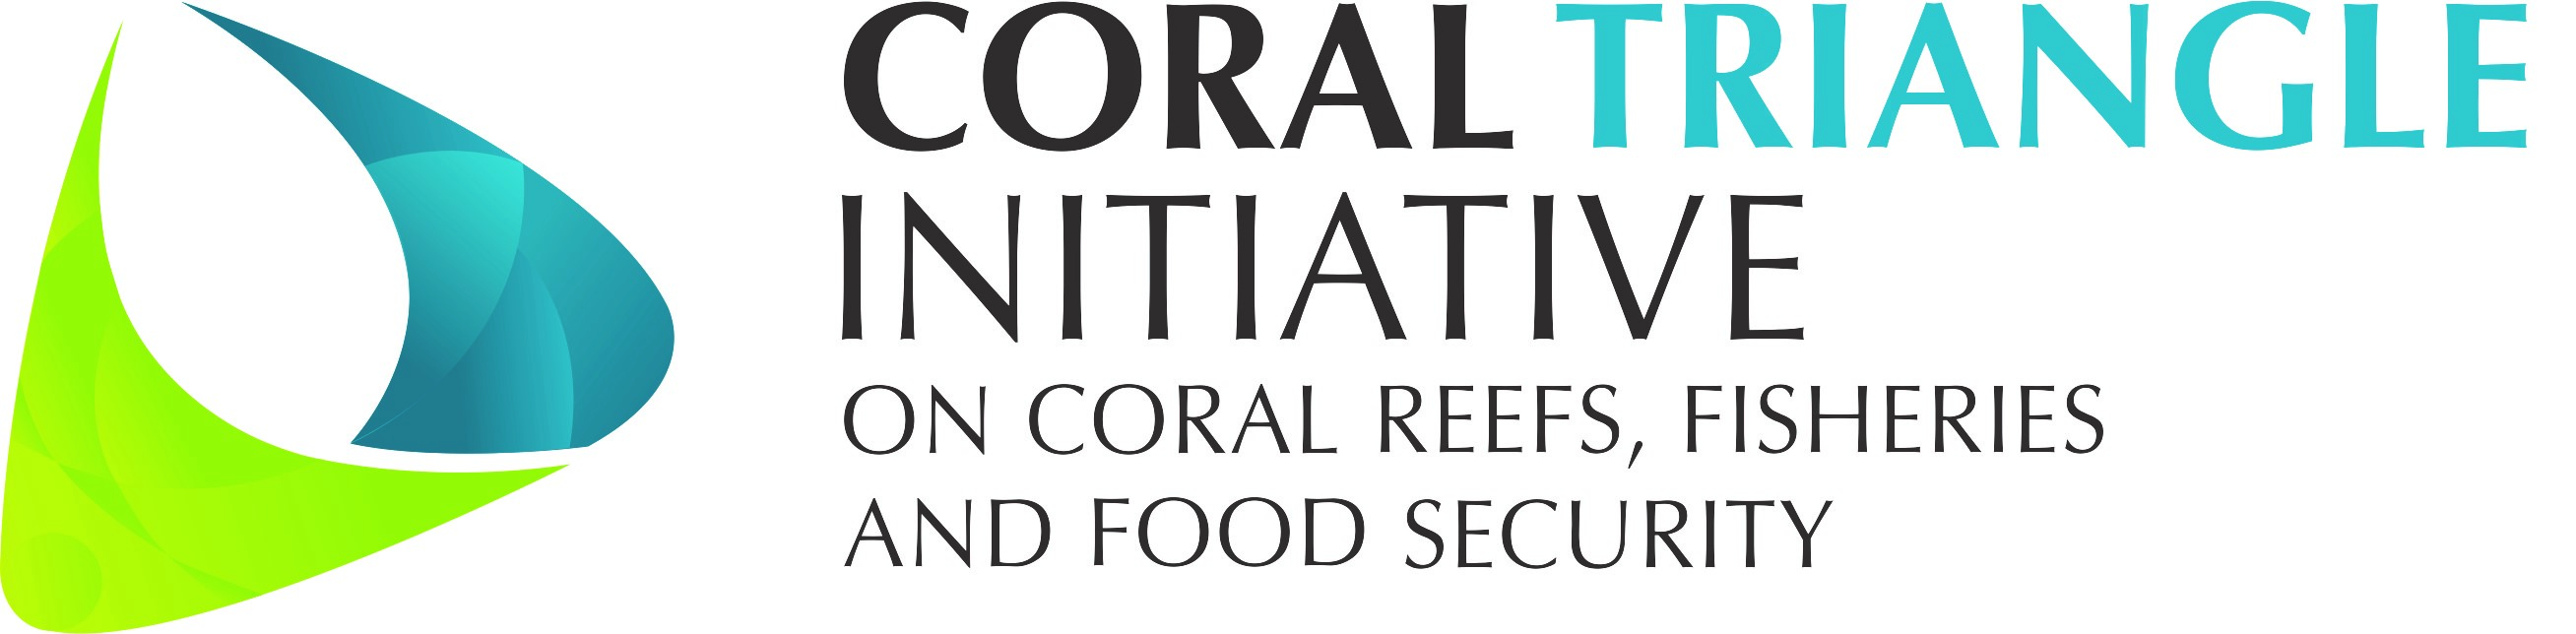 CORAL TRIANGLE
INITIATIVE
ON CORAL REEFS, FISHERIES
AND FOOD SECURITY